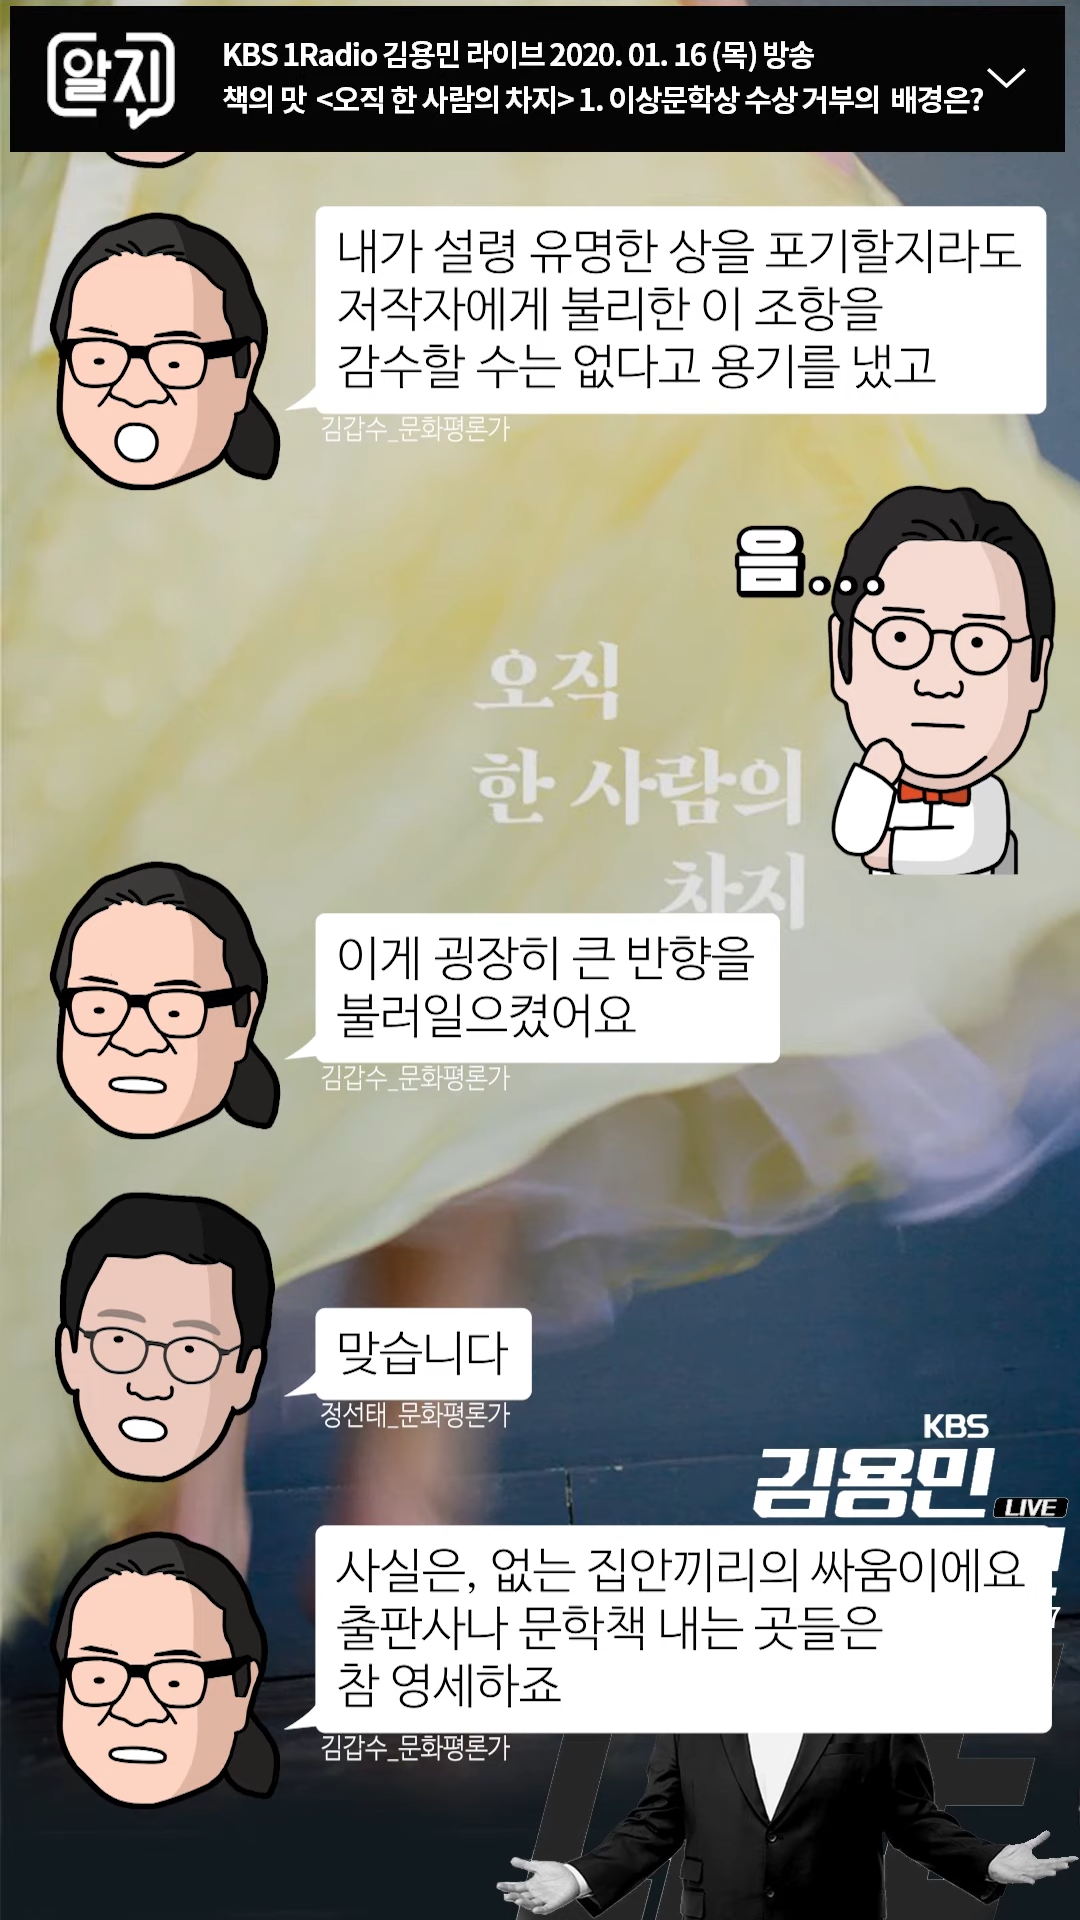 알지
KBS 1Radio 김용민 라이브 2020. 01. 16 (목) 방송
책의 맛 <오직 한 사람의 차지> 1. 이상문학상 수상 거부의 배경은?
내가 설령 유명한 상을 포기할지라도
저작자에게 불리한 이 조항을
감수할 수는 없다고 용기를 냈고
김갑수_문화평론가
음...
오직
한 사람의
차지
이게 굉장히 큰 반향을
불러일으켰어요
김갑수_문화평론가
맞습니다
정선태_문화평론가
KBS
김용민
LIVE
사실은, 없는 집안끼리의 싸움이에요
출판사나 문학책 내는 곳들은
참 영세하죠
김갑수_문화평론가